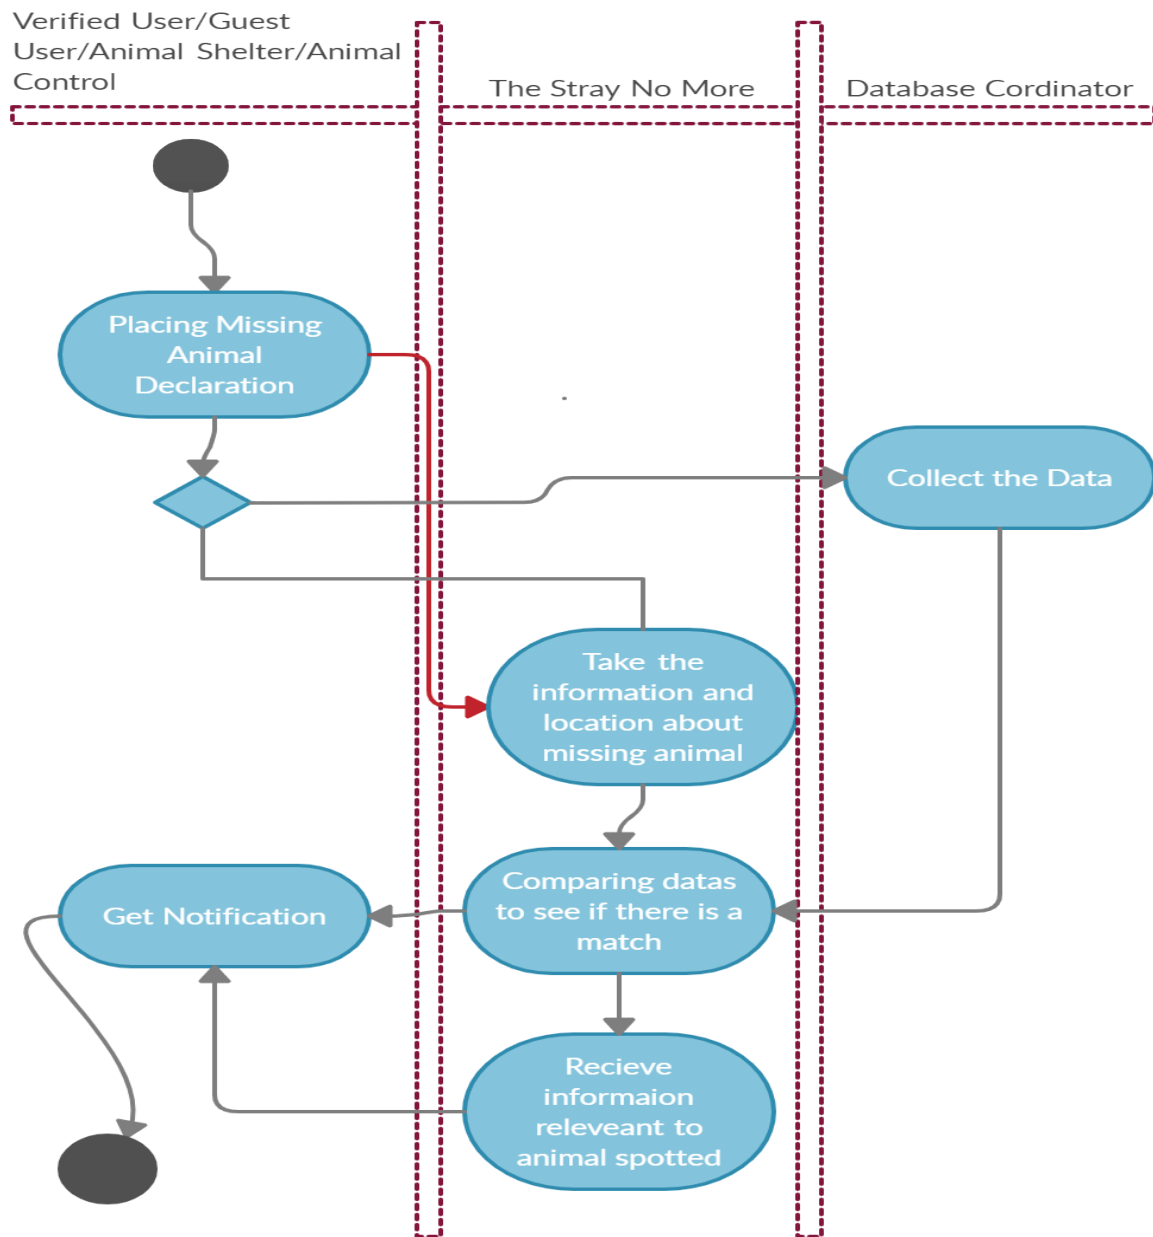 Verified User/Guest
User/Animal Shelter/Animal
Control
The Stray No More
Database Cordinator
Placing Missing
Animal
Declaration
Collect the Data
Take the
information and
location about
missing animal
Comparing datas
to see if there is a
match
Get Notification
Recieve
informaion
releveant to
animal spotted